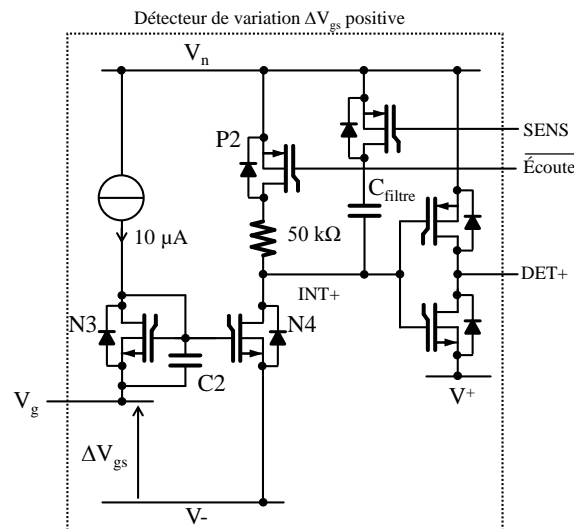 Détecteur de variation ΔVgs positive
Vn
P2
SENS
Écoute
Cfiltre
10 µA
50 kΩ
DET+
INT+
N3
N4
C2
Vg
V+
ΔVgs
V-